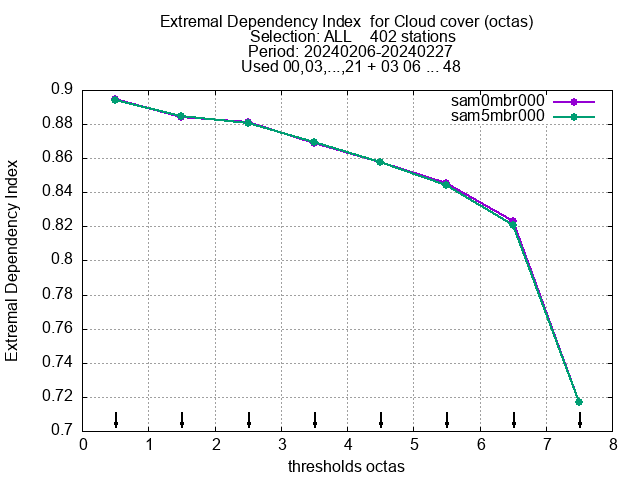 Extremal Dependency Index  for Cloud cover (octas)
Selection: ALL    402 stations
Period: 20240206-20240227
Used 00,03,...,21 + 03 06 ... 48
sam0mbr000
sam5mbr000
Extremal Dependency Index
0.9
0.88
0.86
0.84
0.82
0.8
0.78
0.76
0.74
0.72
0.7
0 1 2 3 4 5 6 7 8
thresholds octas